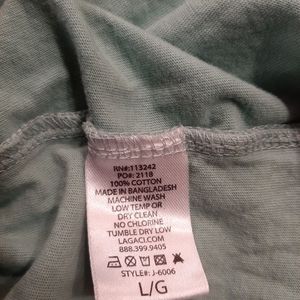 RN#:113242
PO#: 2118
100% COTTON
MADE IN BANGLADESH
MACHINE WASH
LOW TEMP OR
DRY CLEAN
NO CHLORINE
TUMBLE DRY LOW
LAGACI.COM
888.399.9405
STYLE#: J-6006
L/G